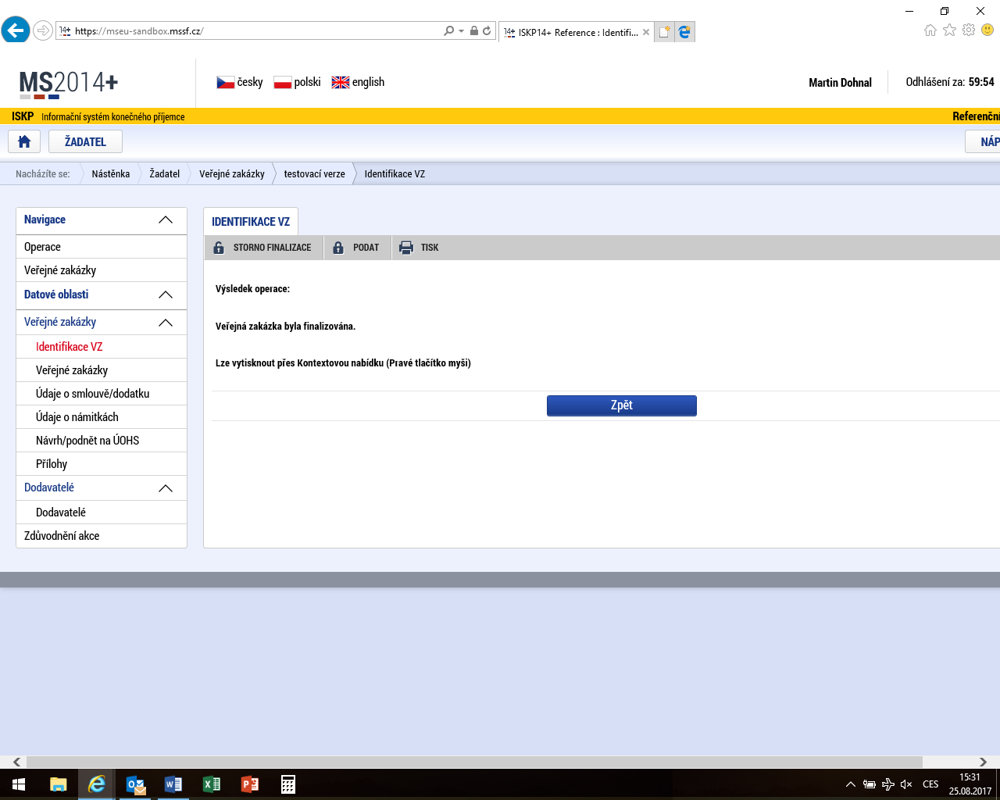 https://mseu-sandbox.mssf.cz/
ISKP14+ Reference : Identifi...
MS2014+
česky polski english
Martin Dohnal
Odhlášení za: 59:54
ISKP Informační systém konečného příjemce
Referenční
ŽADATEL
NÁP
Nacházíte se: Nástěnka Žadatel Veřejné zakázky testovací verze Identifikace VZ
Navigace
Operace
Veřejné zakázky
Datové oblasti
Veřejné zakázky
Identifikace VZ
Veřejné zakázky
Údaje o smlouvě/dodatku
Údaje o námitkách
Návrh/podnět na ÚOHS
Přílohy
Dodavatelé
Dodavatelé
Zdůvodnění akce
IDENTIFIKACE VZ
STORNO FINALIZACE PODAT TISK
Výsledek operace:
Veřejná zakázka byla finalizována.
Lze vytisknout přes Kontextovou nabídku (Pravé tlačítko myši)
Zpět
CES
15:31
25.08.2017